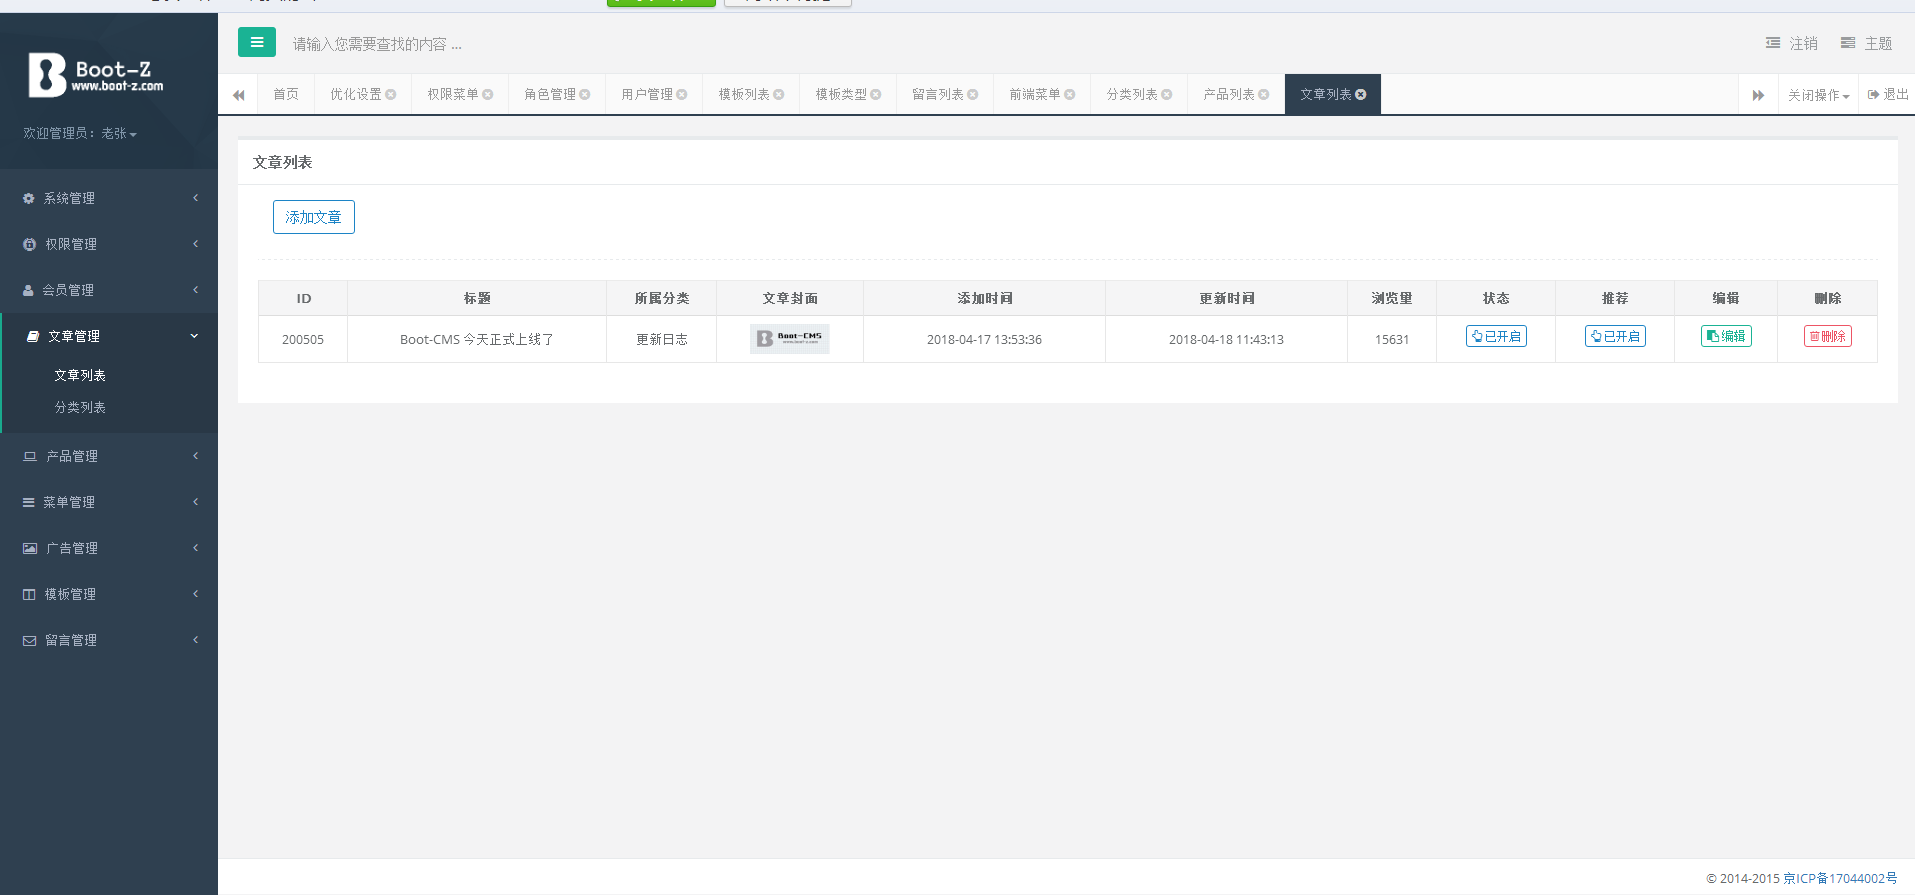 Boot-Z
www.boot-z.com
欢迎管理员：老张
系统管理
权限管理
会员管理
文章管理
文章列表
分类列表
产品管理
菜单管理
广告管理
模板管理
留言管理
请输入您需要查找的内容 ...
注销 主题
首页 优化设置 权限菜单 角色管理 用户管理 模板列表 模板类型 留言列表 前端菜单 分类列表 产品列表 文章列表 关闭操作 退出
文章列表
添加文章
ID 标题 所属分类 文章封面 添加时间 更新时间 浏览量 状态 推荐 编辑 删除
200505 Boot-CMS 今天正式上线了 更新日志 Boot-CMS 2018-04-17 13:53:36 2018-04-18 11:43:13 15631 已开启 已开启 编辑 删除
© 2014-2015 京ICP备17044002号